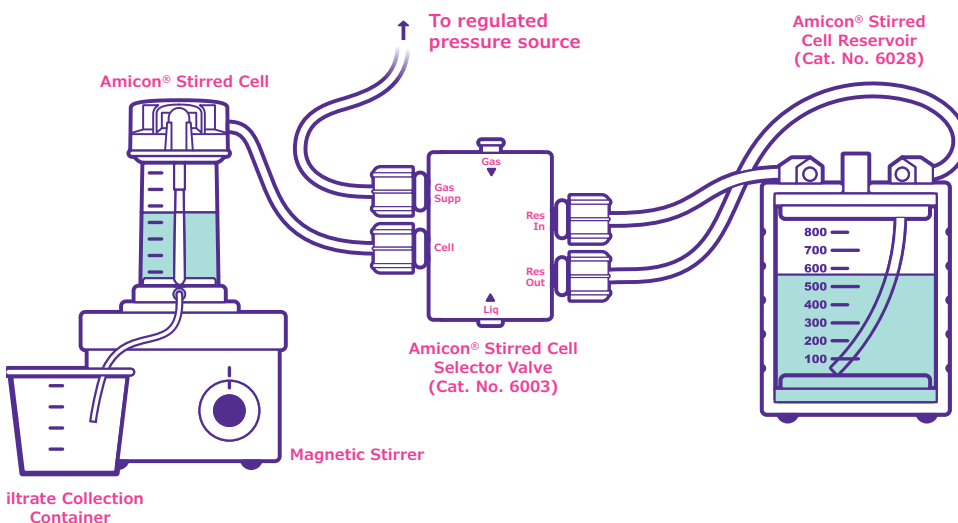 To regulated
pressure source
Amicon® Stirred
Cell Reservoir
(Cat. No. 6028)
Amicon® Stirred Cell
Gas
Gas
Supp
Cell
Res
In
Res
Out
Liq
800
700
600
500
400
300
200
100
Amicon® Stirred Cell
Selector Valve
(Cat. No. 6003)
Magnetic Stirrer
iltrate Collection
Container